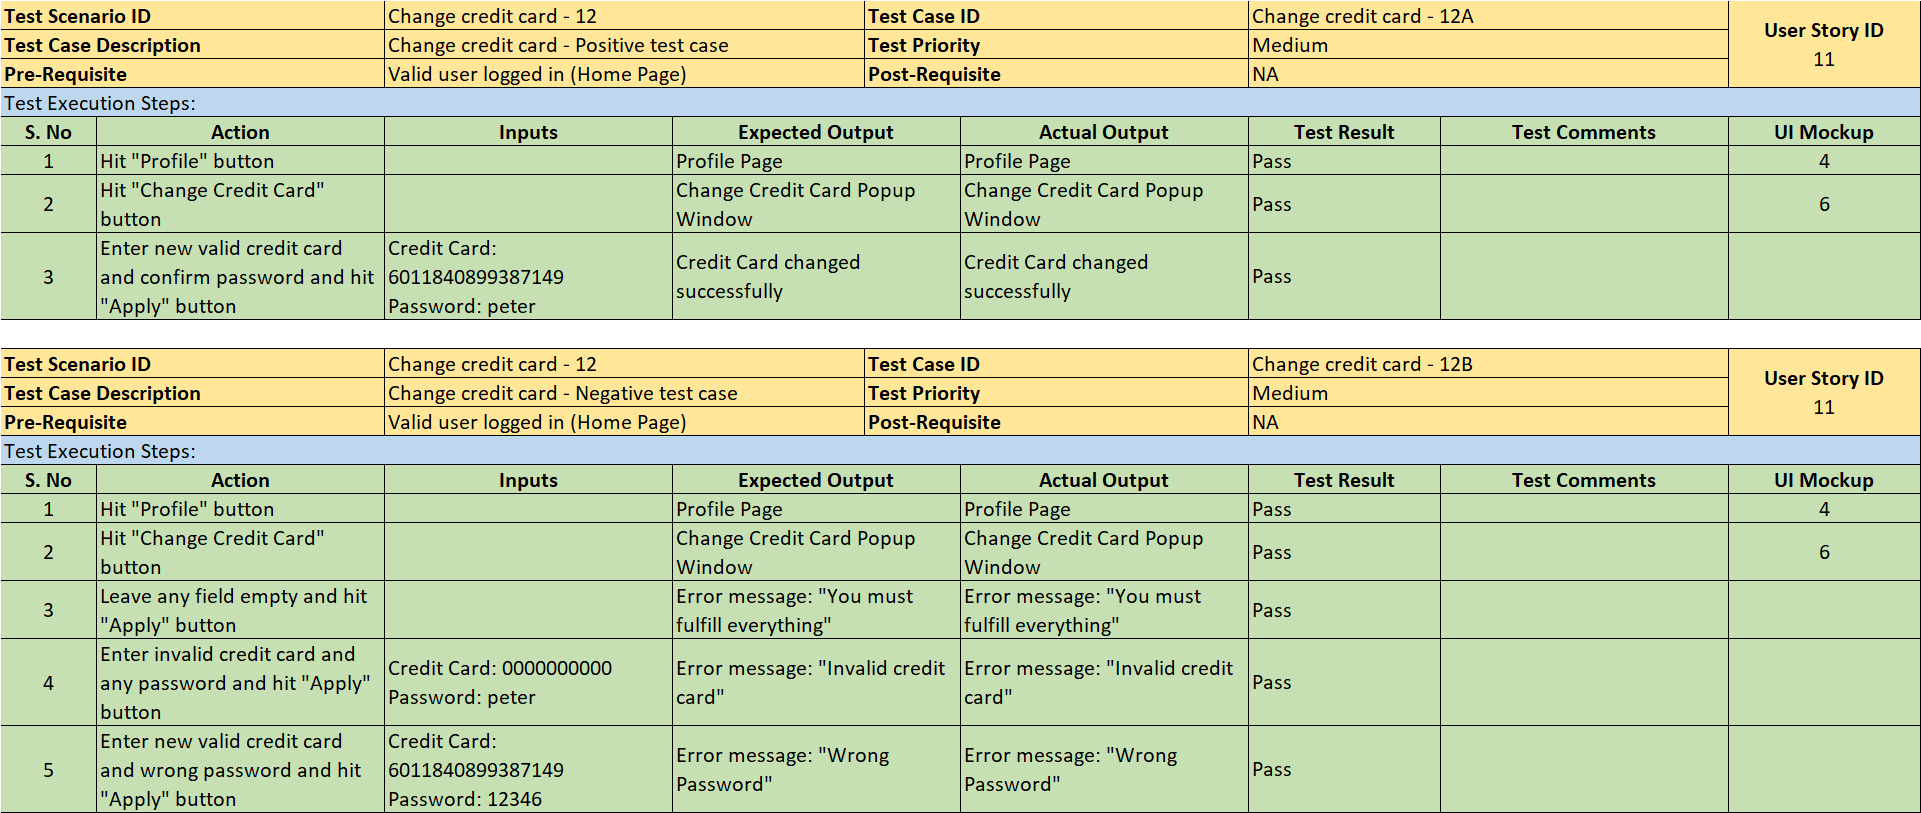 Test Scenario ID Change credit card - 12 Test Case ID Change credit card - 12A User Story ID
11
Test Case Description Change credit card - Positive test case Test Priority Medium
Pre-Requisite Valid user logged in (Home Page) Post-Requisite NA
Test Execution Steps:
S. No Action Inputs Expected Output Actual Output Test Result Test Comments UI Mockup
1 Hit "Profile" button Profile Page Profile Page Pass 4
2
Hit "Change Credit Card"
button
Change Credit Card Popup
Window
Change Credit Card Popup
Window
Pass
6
3
Enter new valid credit card
and confirm password and hit
"Apply" button
Credit Card:
6011840899387149
Password: peter
Credit Card changed
successfully
Credit Card changed
successfully
Pass
Test Scenario ID Change credit card - 12 Test Case ID Change credit card - 12B User Story ID
11
Test Case Description Change credit card - Negative test case Test Priority Medium
Pre-Requisite Valid user logged in (Home Page) Post-Requisite NA
Test Execution Steps:
S. No Action Inputs Expected Output Actual Output Test Result Test Comments UI Mockup
1 Hit "Profile" button Profile Page Profile Page Pass 4
2
Hit "Change Credit Card"
button
Change Credit Card Popup
Window
Change Credit Card Popup
Window
Pass
6
3
Leave any field empty and hit
"Apply" button
Error message: "You must
fulfill everything"
Error message: "You must
fulfill everything"
Pass
4
Enter invalid credit card and
any password and hit "Apply"
button
Credit Card: 0000000000
Password: peter
Error message: "Invalid credit
card"
Error message: "Invalid credit
card"
Pass
5
Enter new valid credit card
and wrong password and hit
"Apply" button
Credit Card:
6011840899387149
Password: 12346
Error message: "Wrong
Password"
Error message: "Wrong
Password"
Pass